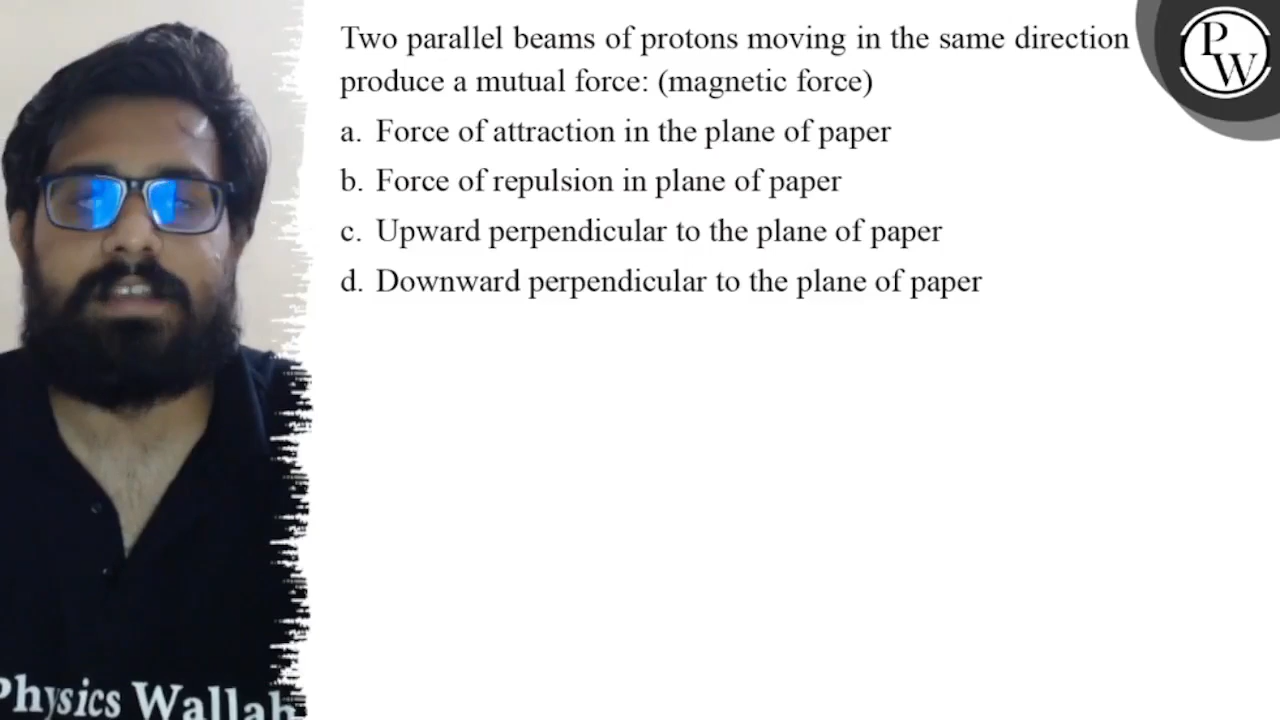 Two parallel beams of protons moving in the same direction
produce a mutual force: (magnetic force)
a. Force of attraction in the plane of paper
b. Force of repulsion in plane of paper
c. Upward perpendicular to the plane of paper
d. Downward perpendicular to the plane of paper
PW
Physics Wallah